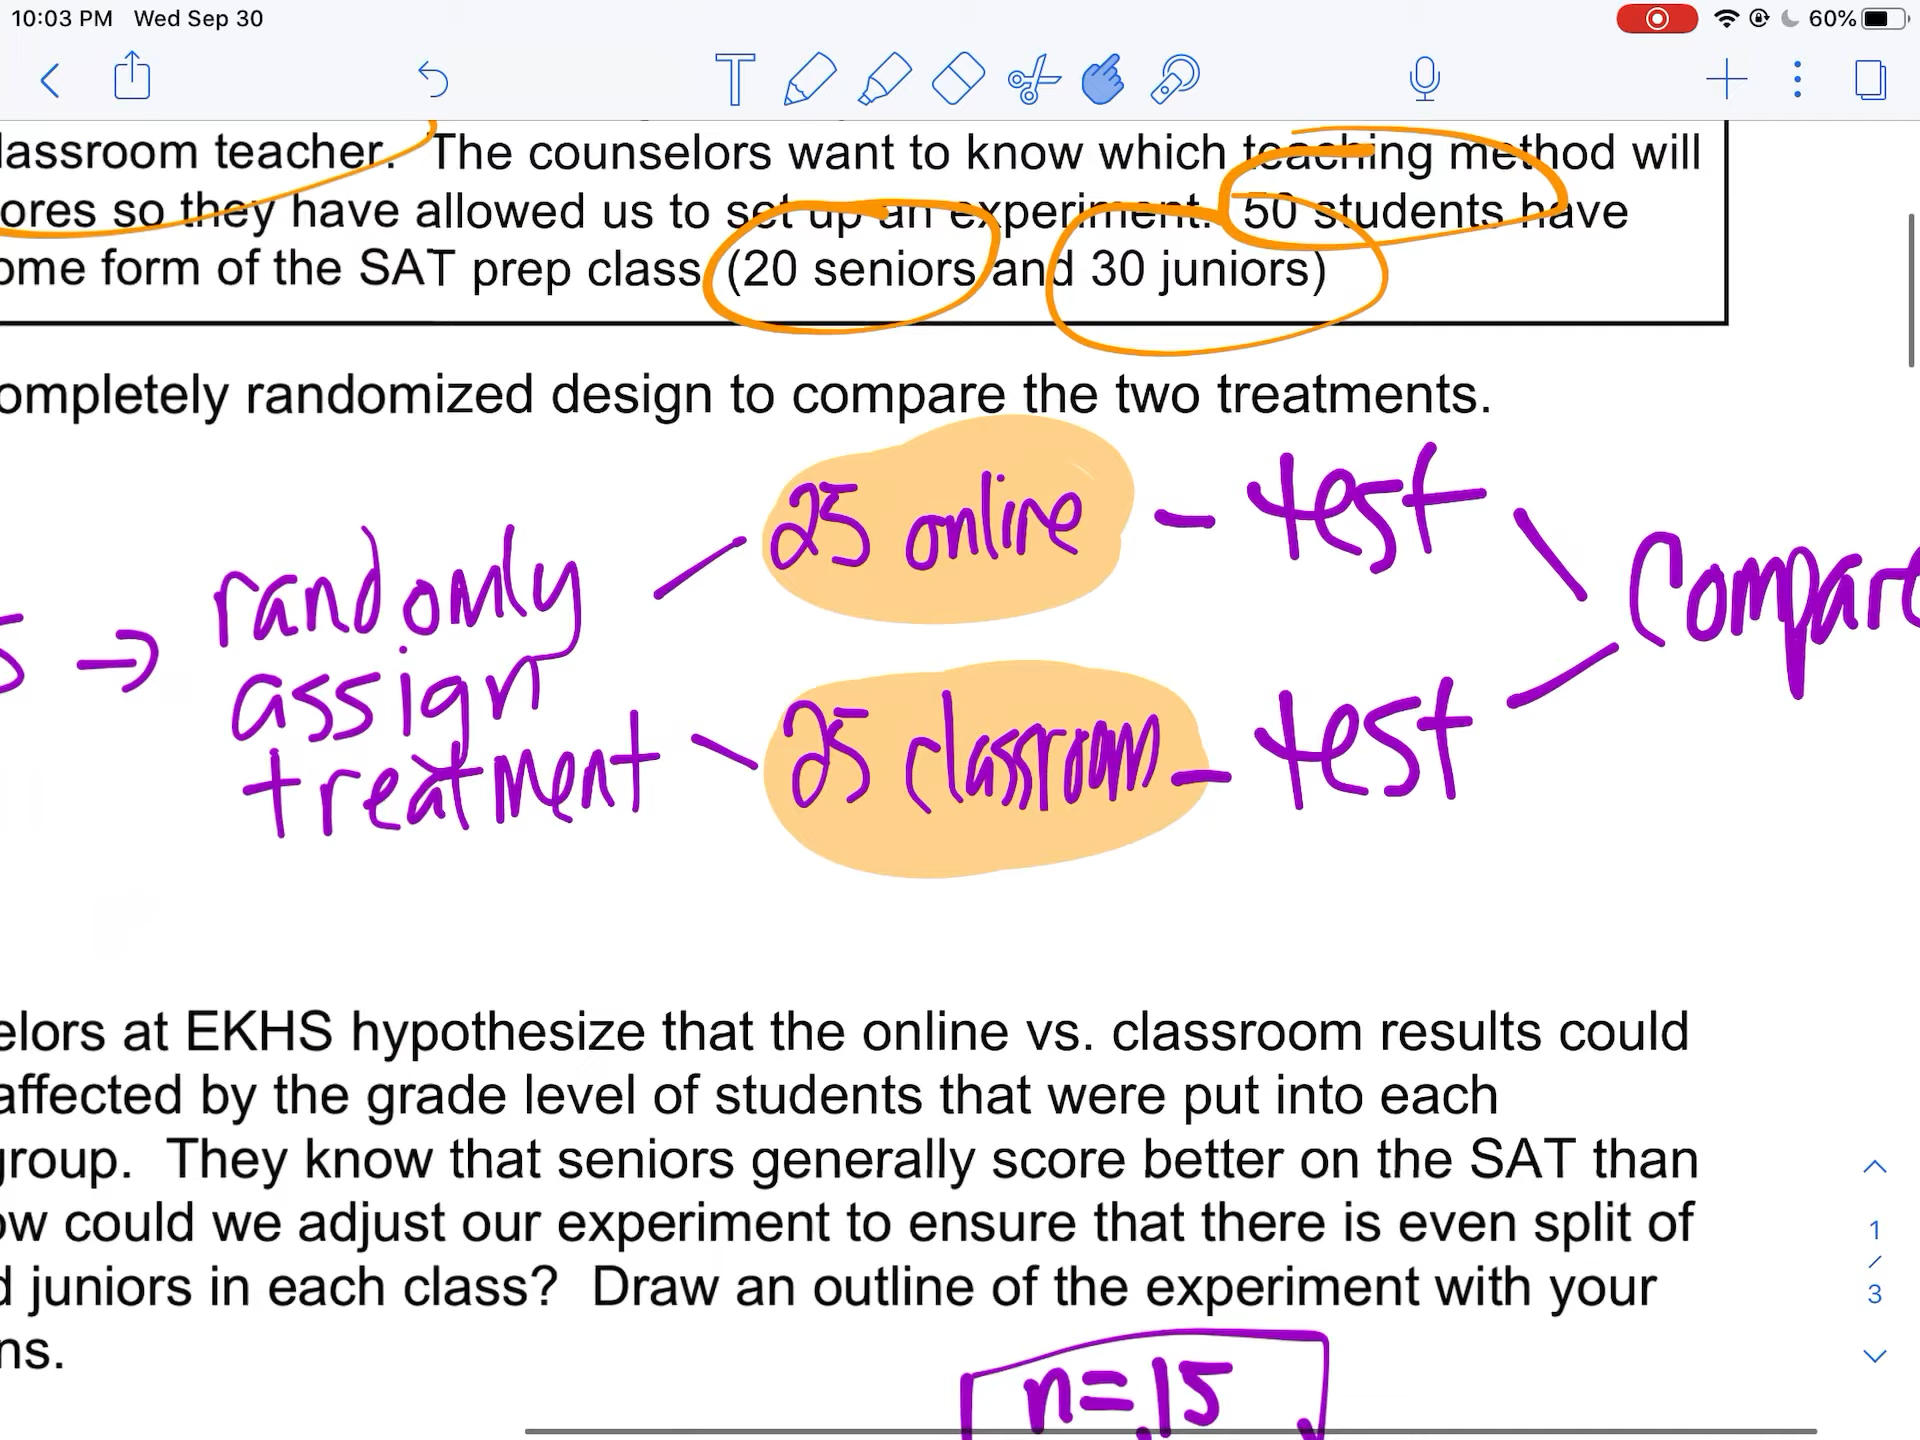 10:03 PM Wed Sep 30
60%
lassroom teacher. The counselors want to know which teaching method will
ores so they have allowed us to set up an experiment. 50 students have
ome form of the SAT prep class (20 seniors and 30 juniors)
ompletely randomized design to compare the two treatments.
25 online - test
randomly
assign
treatment
25 classroom - test
Compare
elors at EKHS hypothesize that the online vs. classroom results could
affected by the grade level of students that were put into each
group. They know that seniors generally score better on the SAT than
ow could we adjust our experiment to ensure that there is even split of
d juniors in each class? Draw an outline of the experiment with your
ns.
n=15
1
/
3